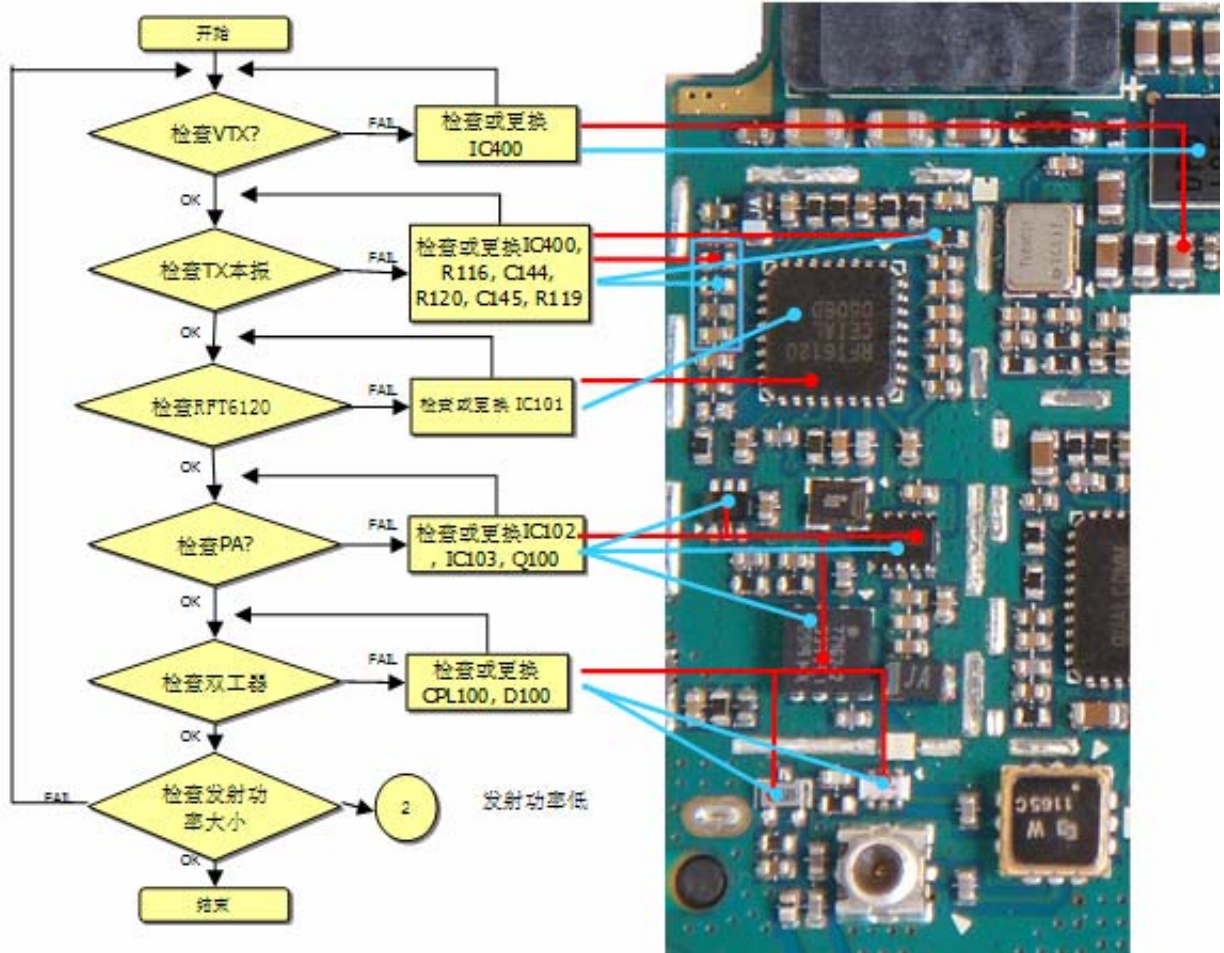 开始
检查VTX?
FAIL
检查或更换
IC400
OK
检查TX本振
FAIL
检查或更换IC400,
R116, C144,
R120, C145, R119
OK
检查RFT6120
FAIL
检查或更换 IC101
OK
检查PA?
FAIL
检查或更换IC102
, IC103, Q100
OK
检查双工器
FAIL
检查或更换
CPL100, D100
OK
检查发射功
率大小
FAIL
2
发射功率低
OK
结束
RFT6120
JA
W
1165C
QUALCOMM